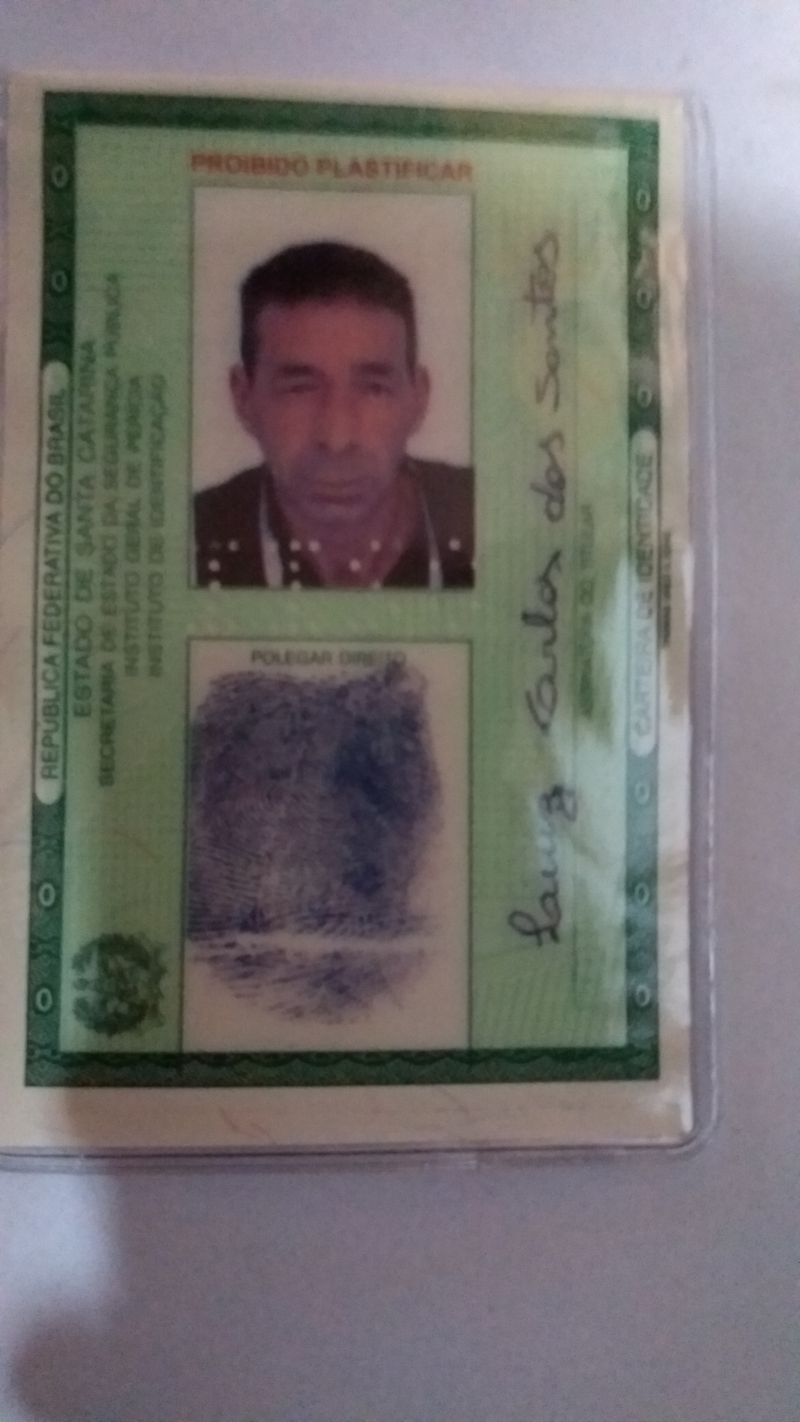 REPÚBLICA FEDERATIVA DO BRASIL
ESTADO DE SANTA CATARINA
SECRETARIA DE ESTADO DA SEGURANÇA PÚBLICA
INSTITUTO GERAL DE PERÍCIA
INSTITUTO DE IDENTIFICAÇÃO
PROIBIDO PLASTIFICAR
POLEGAR DIREITO
Luiz Carlos dos Santos
ASSINATURA DO TITULAR
CARTEIRA DE IDENTIDADE